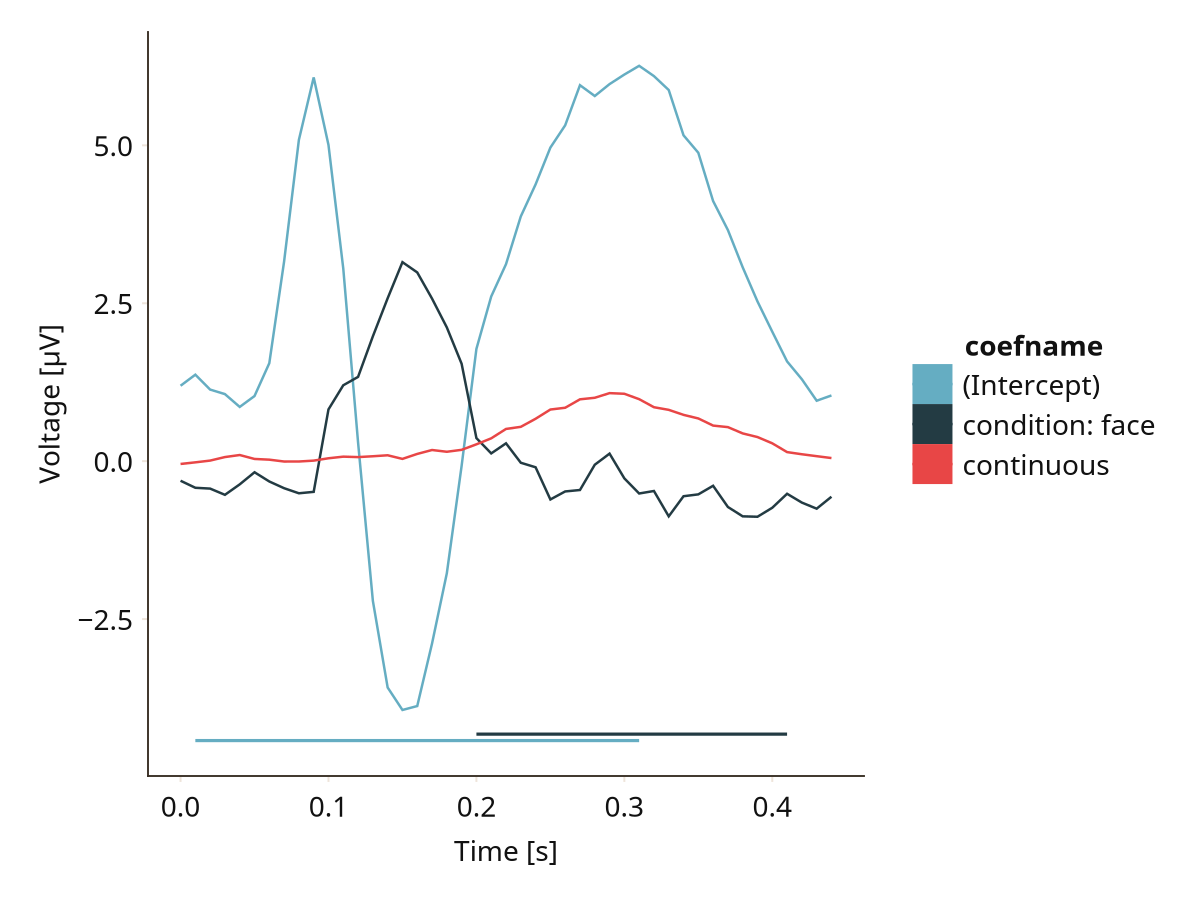 5.0
2.5
0.0
−2.5
Voltage [µV]
0.0 0.1 0.2 0.3 0.4
Time [s]
coefname
(Intercept)
condition: face
continuous